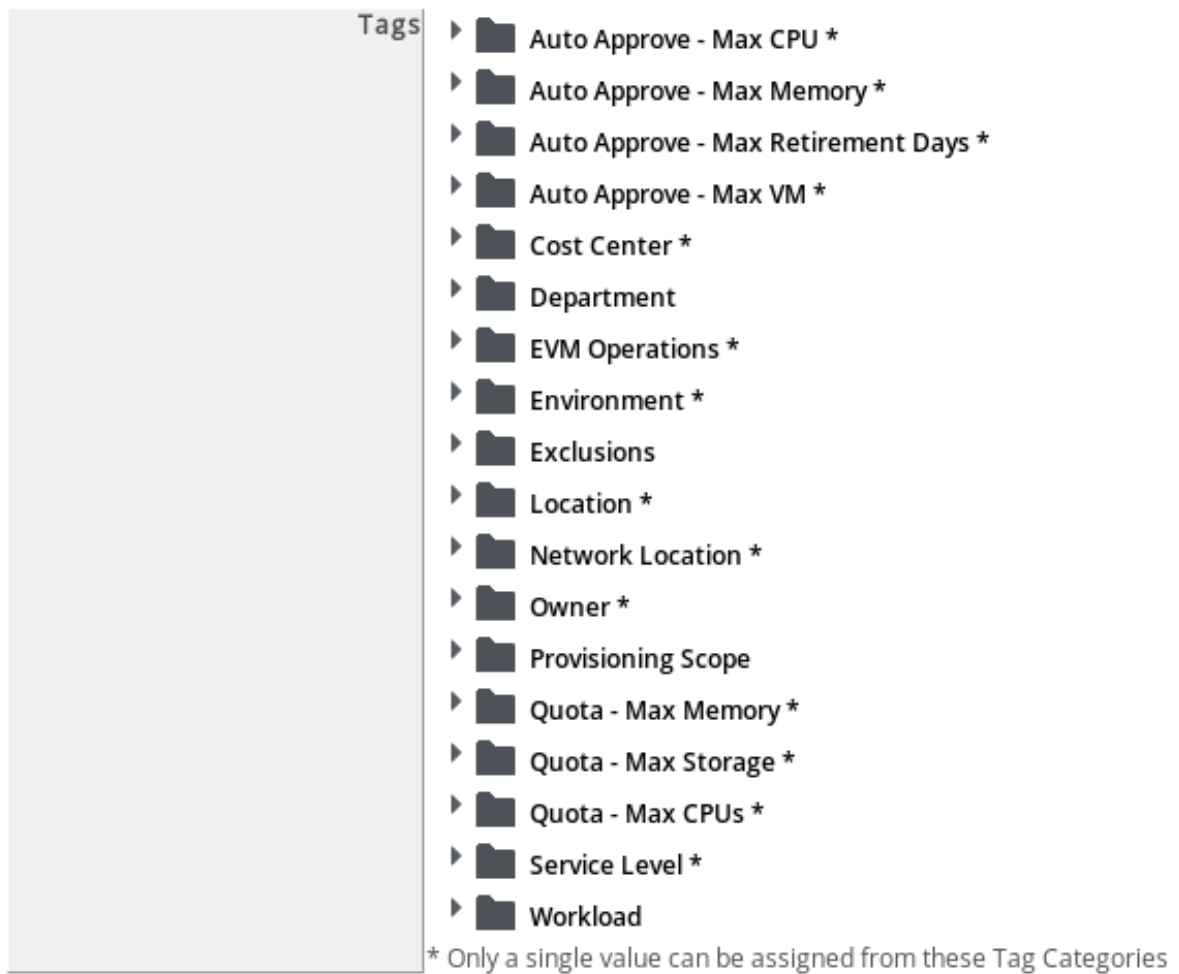 Tags
Auto Approve - Max CPU *
Auto Approve - Max Memory *
Auto Approve - Max Retirement Days *
Auto Approve - Max VM *
Cost Center *
Department
EVM Operations *
Environment *
Exclusions
Location *
Network Location *
Owner *
Provisioning Scope
Quota - Max Memory *
Quota - Max Storage *
Quota - Max CPUs *
Service Level *
Workload
* Only a single value can be assigned from these Tag Categories